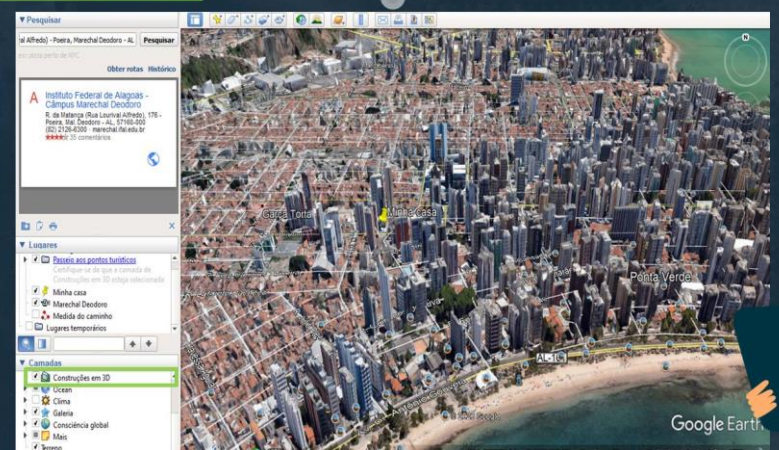 Pesquisar
al Alfredo) - Poeira, Marechal Deodoro - AL
Pesquisar
Obter rotas Histórico
A
Instituto Federal de Alagoas -
Câmpus Marechal Deodoro
R. da Matança (Rua Lourival Alfredo), 176 -
Poeira, Mal. Deodoro - AL, 57160-000
(82) 2126-6300 · marechal.ifal.edu.br
35 comentários
Lugares
Passeio aos pontos turísticos
Certifique-se de que a camada de
Construções em 3D esteja selecionada
Minha casa
Marechal Deodoro
Medida do caminho
Lugares temporários
Camadas
Construções em 3D
Ocean
Clima
Galeria
Consciência global
Mais
Terreno
N
Garça Torta
Minha casa
Ponta Verde
Google Earth